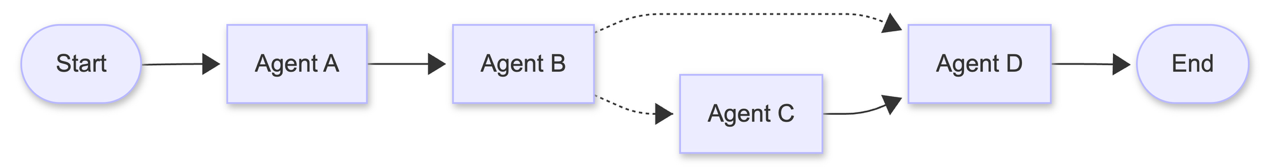 Start
Agent A
Agent B
Agent C
Agent D
End